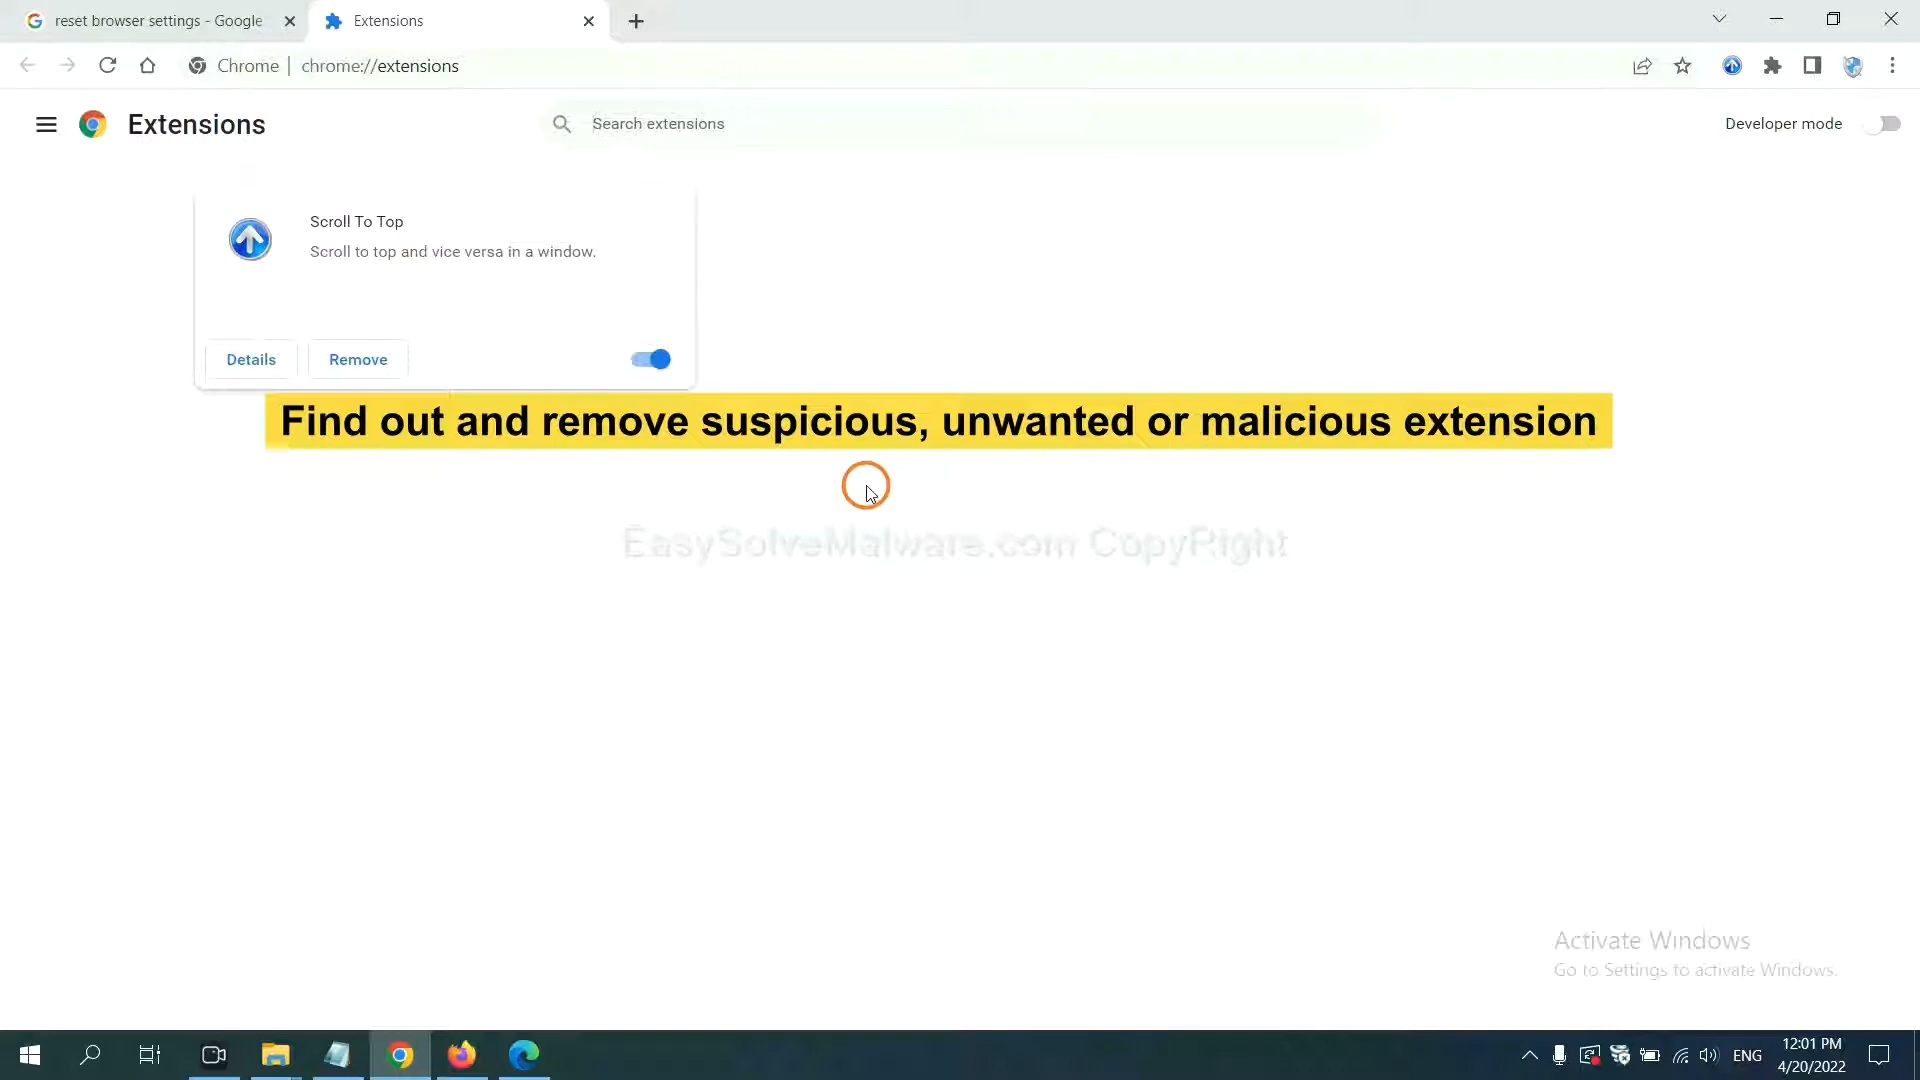 reset browser settings - Google
Extensions
Chrome | chrome://extensions
Extensions
Search extensions
Developer mode
Scroll To Top
Scroll to top and vice versa in a window.
Details
Remove
Find out and remove suspicious, unwanted or malicious extension
EasySolveMalware.com CopyRight
Activate Windows
Go to Settings to activate Windows.
ENG
12:01 PM
4/20/2022